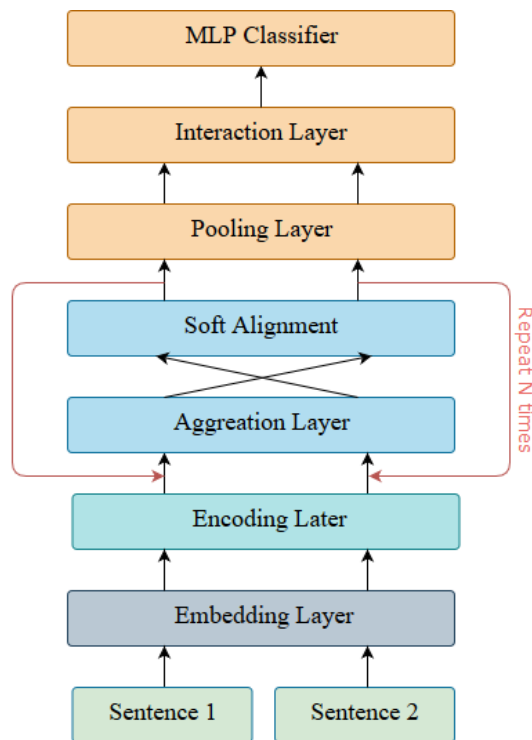 MLP Classifier
Interaction Layer
Pooling Layer
Soft Alignment
Repeat N times
Aggreation Layer
Encoding Later
Embedding Layer
Sentence 1
Sentence 2